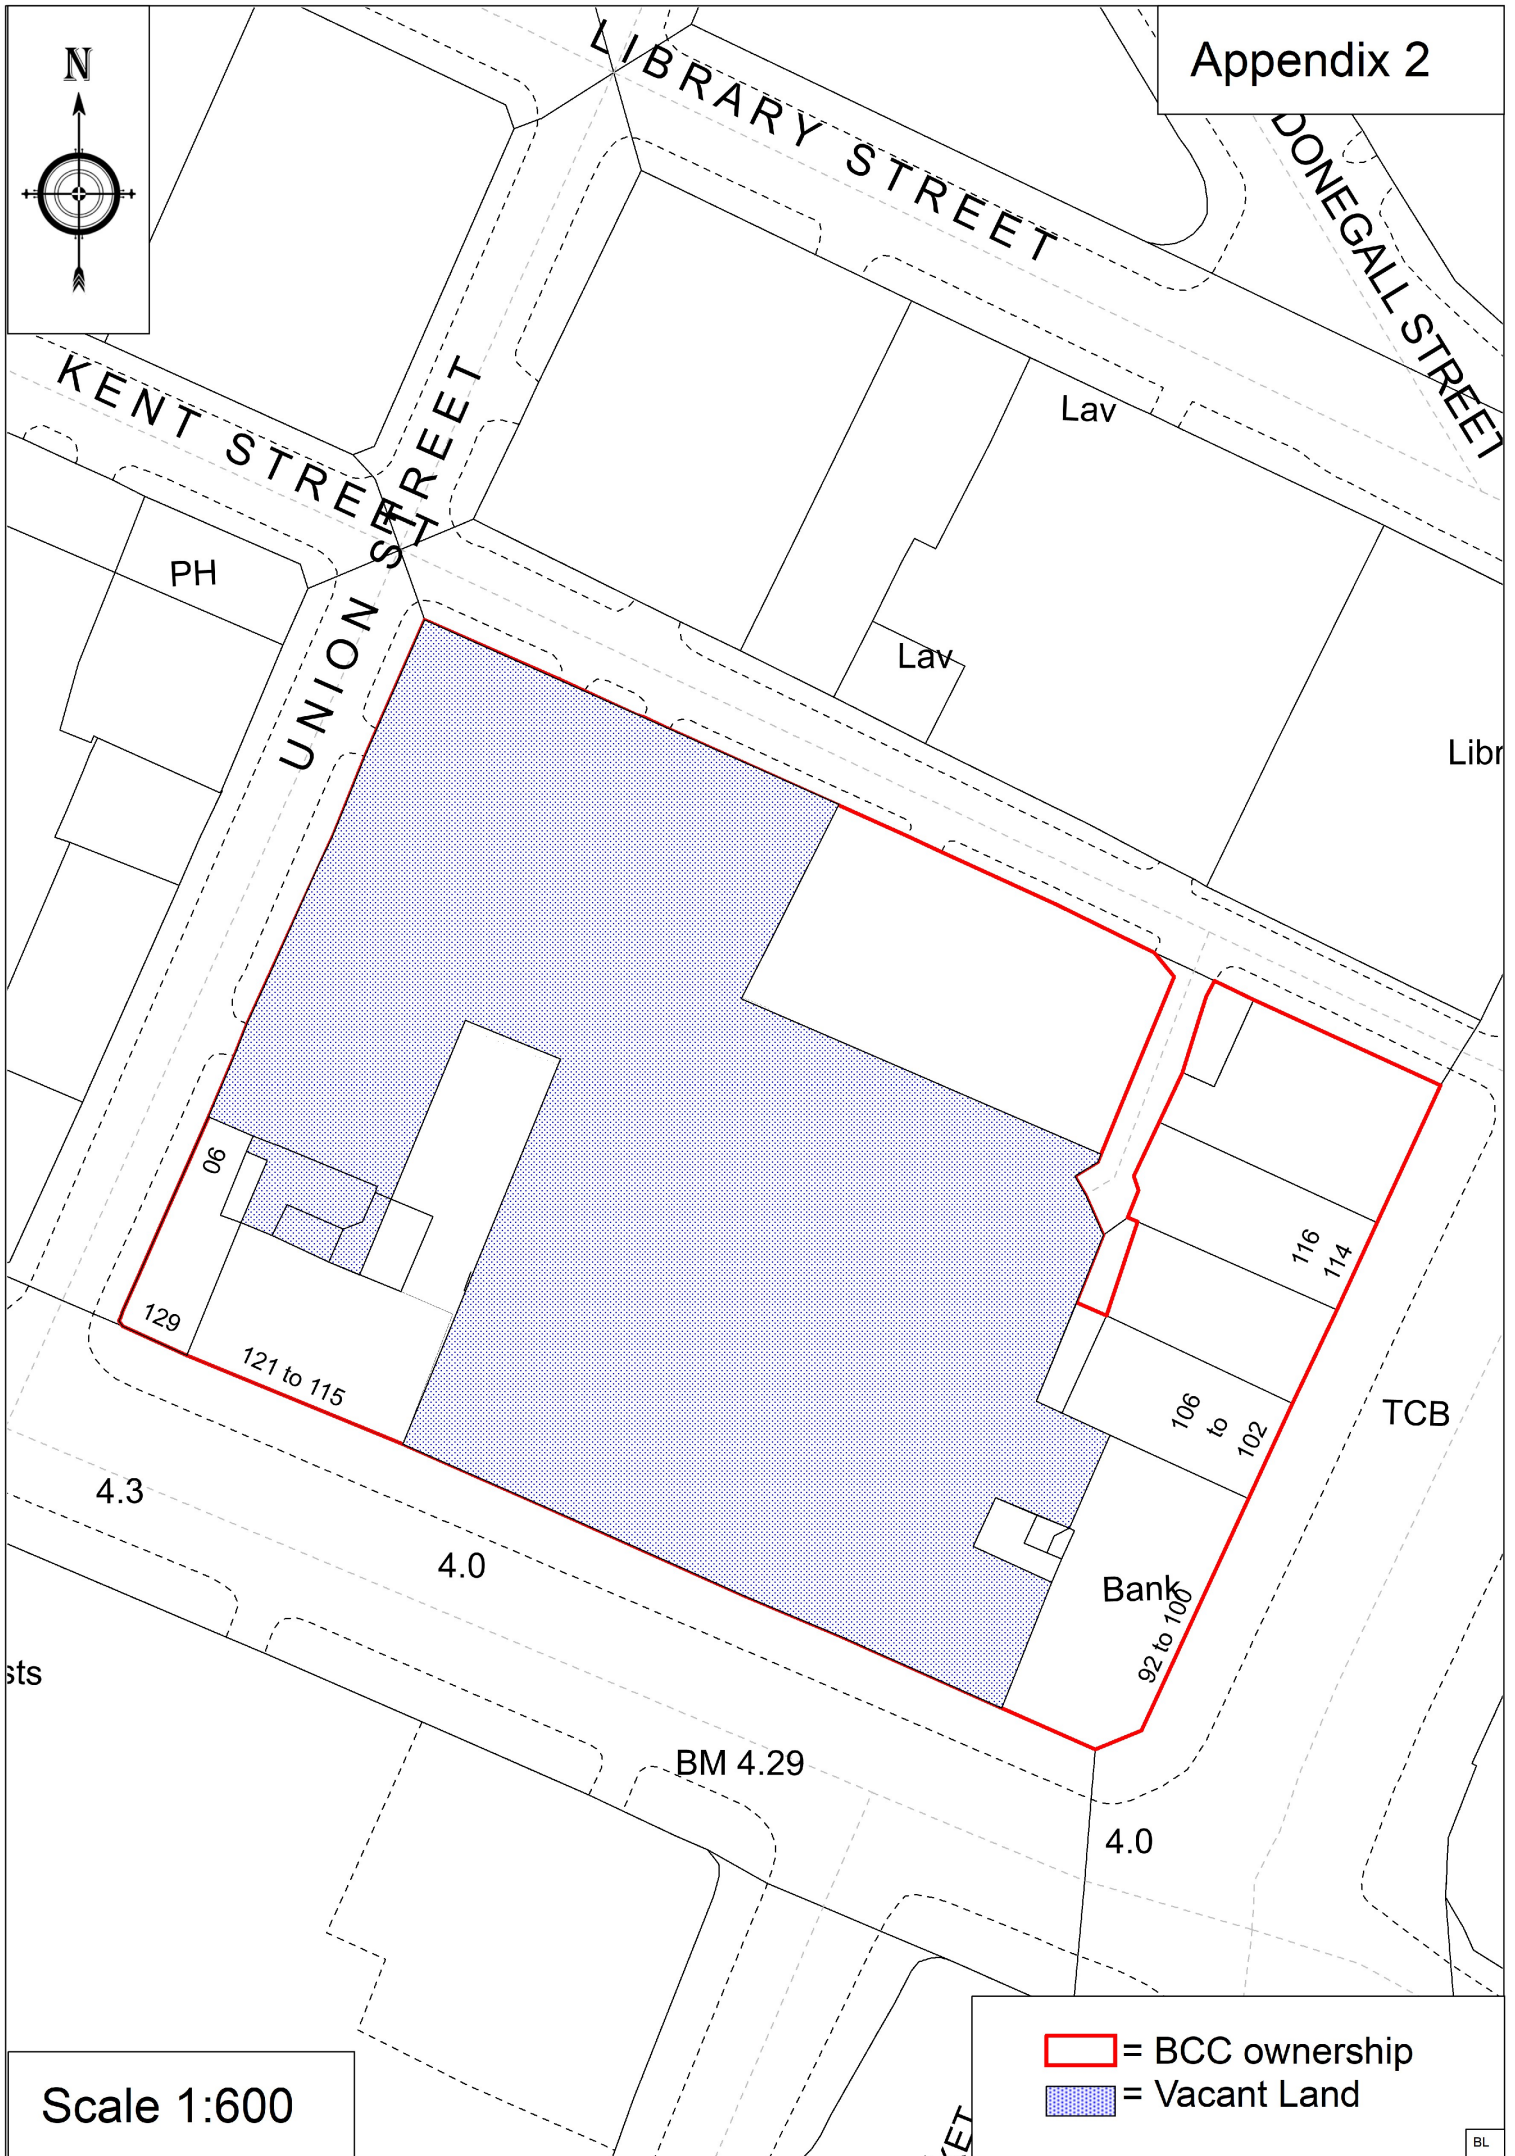 N
Appendix 2
LIBRARY STREET
DONEGALL STREET
KENT STREET
UNION STREET
Lav
PH
Lav
Libr
06
129
121 to 115
116
114
106
to
102
TCB
4.3
4.0
Bank
92 to 100
sts
BM 4.29
4.0
= BCC ownership
= Vacant Land
Scale 1:600
KET
BL